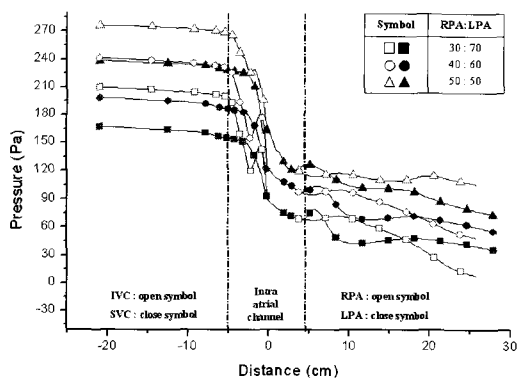 Symbol RPA:LPA
30 : 70
40 : 60
50 : 50
270
240
210
180
150
120
90
60
30
0
-30
Pressure (Pa)
IVC : open symbol
SVC : close symbol
Intra
atrial
channel
RPA : open symbol
LPA : close symbol
-20 -10 0 10 20 30
Distance (cm)